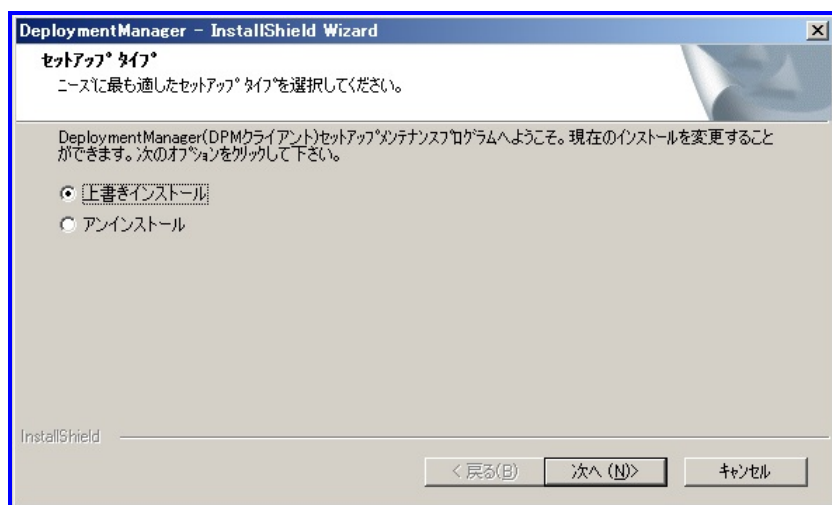 DeploymentManager - InstallShield Wizard
セットアップ タイプ
ニーズに最も適したセットアップ タイプを選択してください。
DeploymentManager(DPMクライアント)セットアップメンテナンスプログラムへようこそ。現在のインストールを変更すること
ができます。次のオプションをクリックして下さい。
上書きインストール
アンインストール
InstallShield
< 戻る(B) 次へ (N)> キャンセル